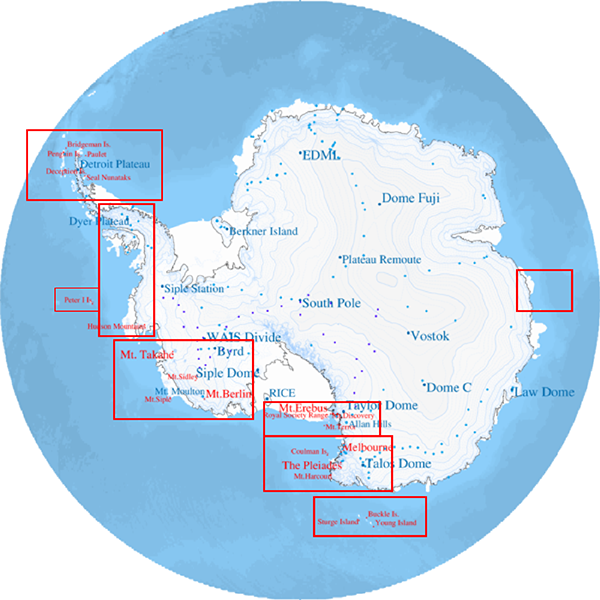 Bridgeman Is.
Penguin Is.
Paulet
EDML
Detroit Plateau
Deception Is.
Seal Nunataks
Dome Fuji
Dyer Plateau
Berkner Island
Plateau Remoute
Siple Station
Peter I Is.
South Pole
Hudson Mountains
WAIS Divide
Vostok
Byrd
Mt. Takahe
Siple Dome
Mt.Sidley
Dome C
Mt. Moulton
Mt.Berlin
RICE
Law Dome
Mt.Siple
Mt.Erebus
Taylor Dome
Royal Society Range
Mt.Discovery
Allan Hills
Mt.Terror
Melbourne
Coulman Is.
The Pleiades
Talos Dome
Mt.Harcourt
Buckle Is.
Sturge Island
Young Island